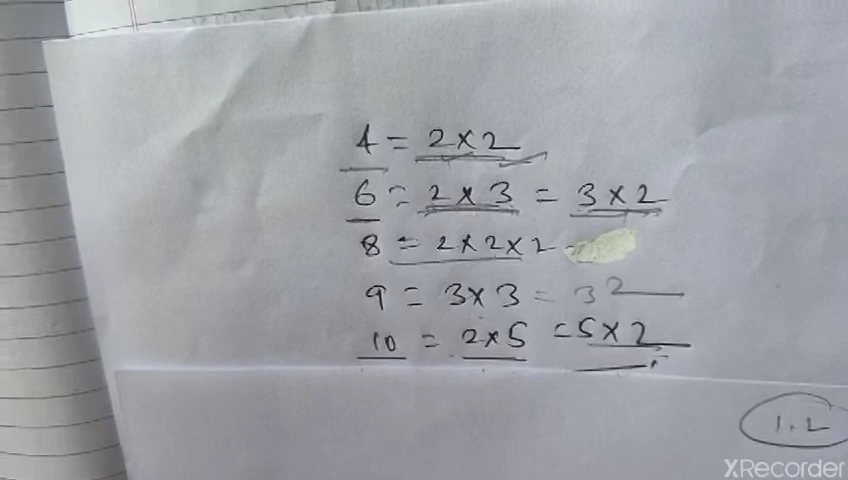 4 = 2×2
6 = 2×3 = 3×2
8 = 2×2×2
9 = 3×3 = 3²
10 = 2×5 = 5×2
1.2
XRecorder